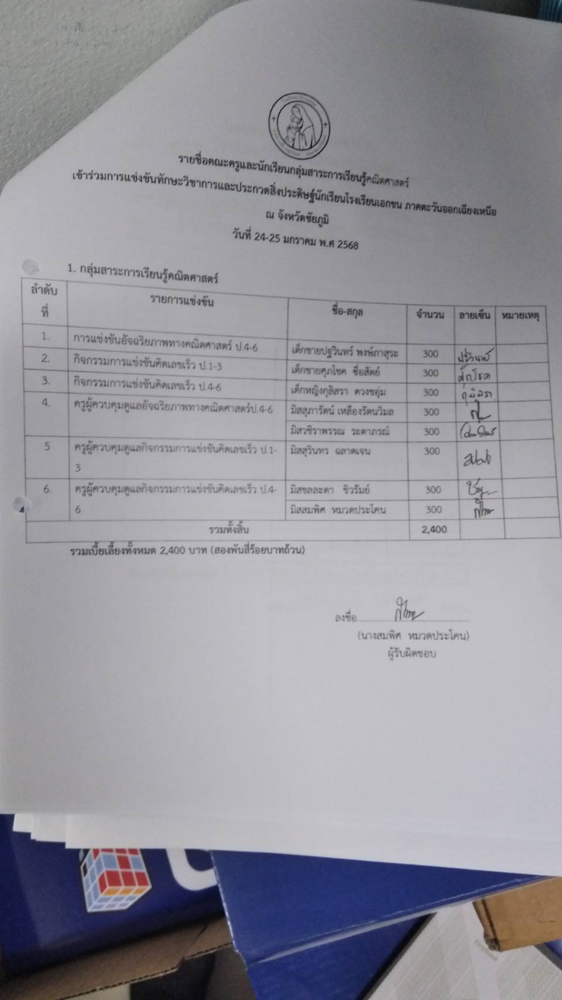 รายชื่อคณะครูและนักเรียนกลุ่มสาระการเรียนรู้คณิตศาสตร์
เข้าร่วมการแข่งขันทักษะวิชาการและประกวดสิ่งประดิษฐ์นักเรียนโรงเรียนเอกชน ภาคตะวันออกเฉียงเหนือ
ณ จังหวัดชัยภูมิ
วันที่ 24-25 มกราคม พ.ศ 2568
1. กลุ่มสาระการเรียนรู้คณิตศาสตร์
ลำดับที่ รายการแข่งขัน ชื่อ-สกุล จำนวน ลายเซ็น หมายเหตุ
1. การแข่งขันอัจฉริยภาพทางคณิตศาสตร์ ป.4-6 เด็กชายปฐวินทร์ พงษ์ภาสุระ 300
2. กิจกรรมการแข่งขันคิดเลขเร็ว ป.1-3 เด็กชายศุภโชค ซื่อสัตย์ 300 ศุภโชค
3. กิจกรรมการแข่งขันคิดเลขเร็ว ป.4-6 เด็กหญิงกุลิสรา ดวงชอุ่ม 300 กุลิสรา
4. ครูผู้ควบคุมดูแลอัจฉริยภาพทางคณิตศาสตร์ป.4-6 มิสสุภารัตน์ เหลืองรัตนวิมล 300
มิสวชิราพรรณ ระดาภรณ์ 300
5 ครูผู้ควบคุมดูแลกิจกรรมการแข่งขันคิดเลขเร็ว ป.1- มิสสุรินทร ฉลาดเจน 300
3
6. ครูผู้ควบคุมดูแลกิจกรรมการแข่งขันคิดเลขเร็ว ป.4- มิสชลละดา ชิวรัมย์ 300
6 มิสสมพิศ หมวดประโคน 300
รวมทั้งสิ้น 2,400
รวมเบี้ยเลี้ยงทั้งหมด 2,400 บาท (สองพันสี่ร้อยบาทถ้วน)
ลงชื่อ
(นางสมพิศ หมวดประโคน)
ผู้รับผิดชอบ